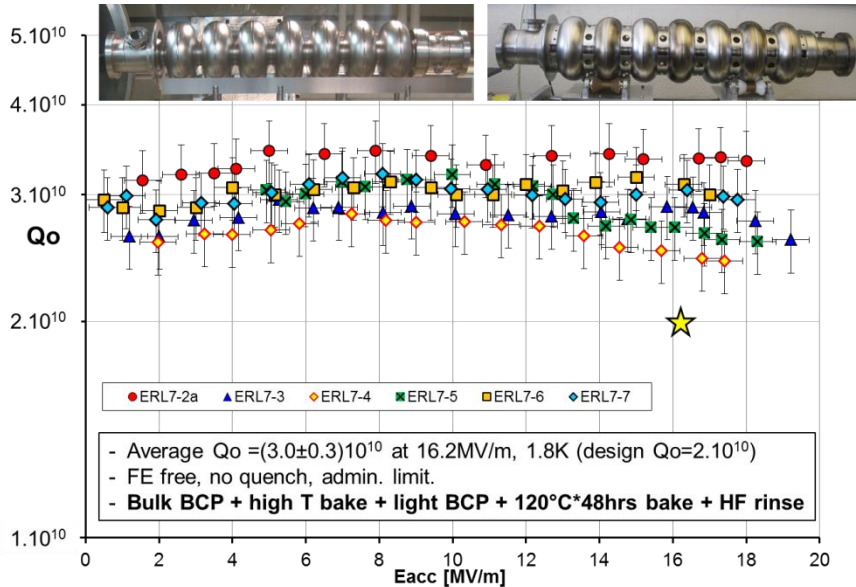 5.10¹⁰
4.10¹⁰
3.10¹⁰
Qo
2.10¹⁰
ERL7-2a ERL7-3 ERL7-4 ERL7-5 ERL7-6 ERL7-7
- Average Qo =(3.0±0.3)10¹⁰ at 16.2MV/m, 1.8K (design Qo=2.10¹⁰)
- FE free, no quench, admin. limit.
- Bulk BCP + high T bake + light BCP + 120°C*48hrs bake + HF rinse
1.10¹⁰
0 2 4 6 8 10 12 14 16 18 20
Eacc [MV/m]